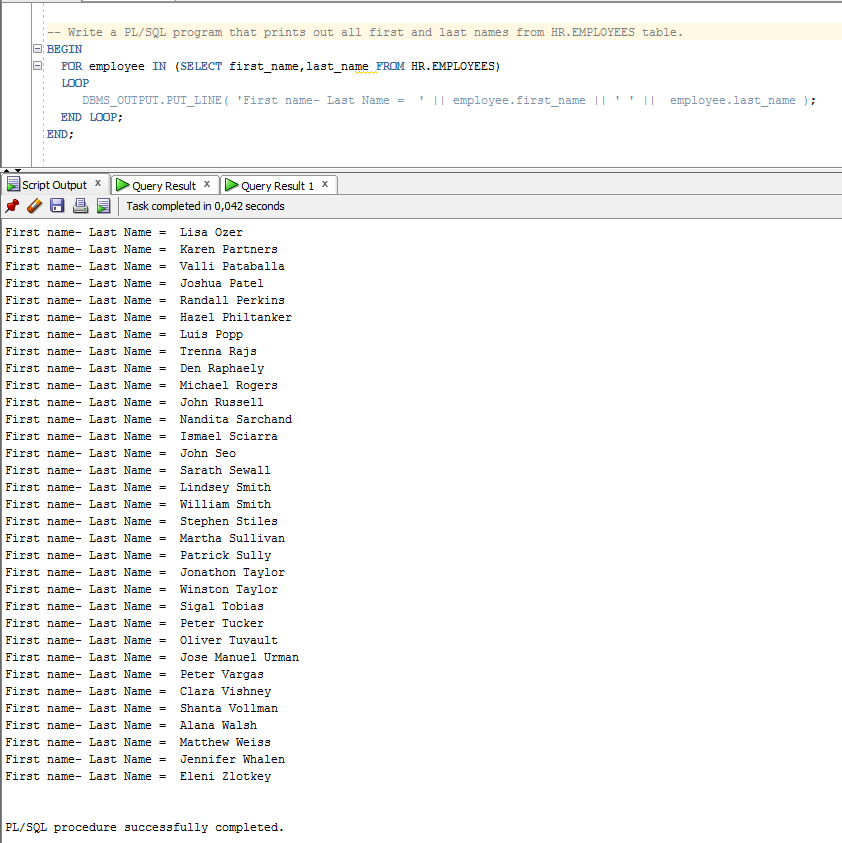 -- Write a PL/SQL program that prints out all first and last names from HR.EMPLOYEES table.
BEGIN
FOR employee IN (SELECT first_name,last_name FROM HR.EMPLOYEES)
LOOP
DBMS_OUTPUT.PUT_LINE( 'First name- Last Name =  ' || employee.first_name || ' ' ||  employee.last_name );
END LOOP;
END;
Script Output x Query Result x Query Result 1 x
Task completed in 0,042 seconds
First name- Last Name =  Lisa Ozer
First name- Last Name =  Karen Partners
First name- Last Name =  Valli Pataballa
First name- Last Name =  Joshua Patel
First name- Last Name =  Randall Perkins
First name- Last Name =  Hazel Philtanker
First name- Last Name =  Luis Popp
First name- Last Name =  Trenna Rajs
First name- Last Name =  Den Raphaely
First name- Last Name =  Michael Rogers
First name- Last Name =  John Russell
First name- Last Name =  Nandita Sarchand
First name- Last Name =  Ismael Sciarra
First name- Last Name =  John Seo
First name- Last Name =  Sarath Sewall
First name- Last Name =  Lindsey Smith
First name- Last Name =  William Smith
First name- Last Name =  Stephen Stiles
First name- Last Name =  Martha Sullivan
First name- Last Name =  Patrick Sully
First name- Last Name =  Jonathon Taylor
First name- Last Name =  Winston Taylor
First name- Last Name =  Sigal Tobias
First name- Last Name =  Peter Tucker
First name- Last Name =  Oliver Tuvault
First name- Last Name =  Jose Manuel Urman
First name- Last Name =  Peter Vargas
First name- Last Name =  Clara Vishney
First name- Last Name =  Shanta Vollman
First name- Last Name =  Alana Walsh
First name- Last Name =  Matthew Weiss
First name- Last Name =  Jennifer Whalen
First name- Last Name =  Eleni Zlotkey
PL/SQL procedure successfully completed.